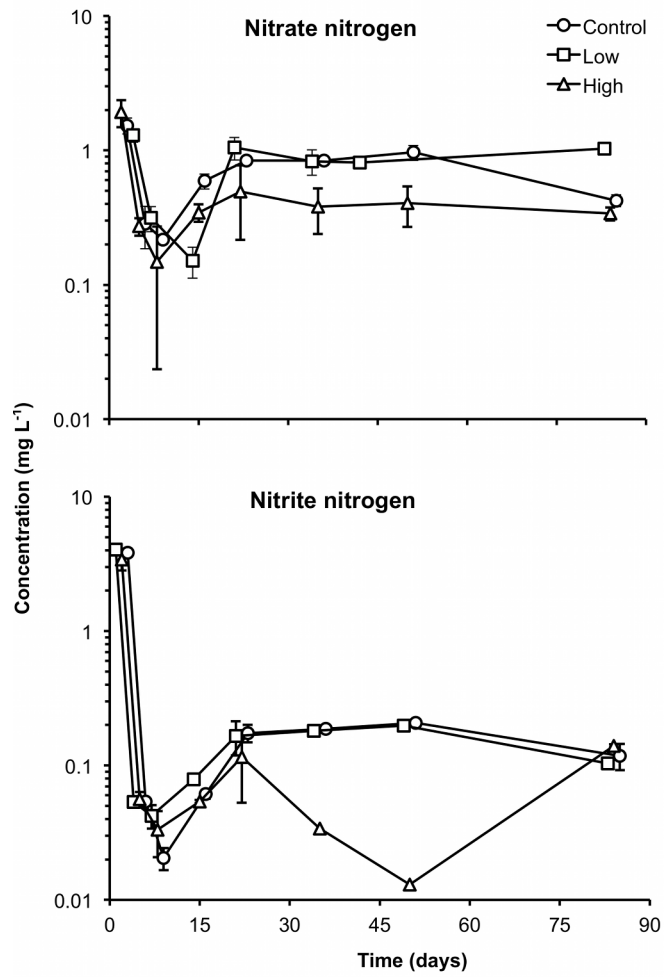 Nitrate nitrogen
Control
Low
High
10
1
0.1
0.01
Concentration (mg L⁻¹)
Nitrite nitrogen
10
1
0.1
0.01
0 15 30 45 60 75 90
Time (days)